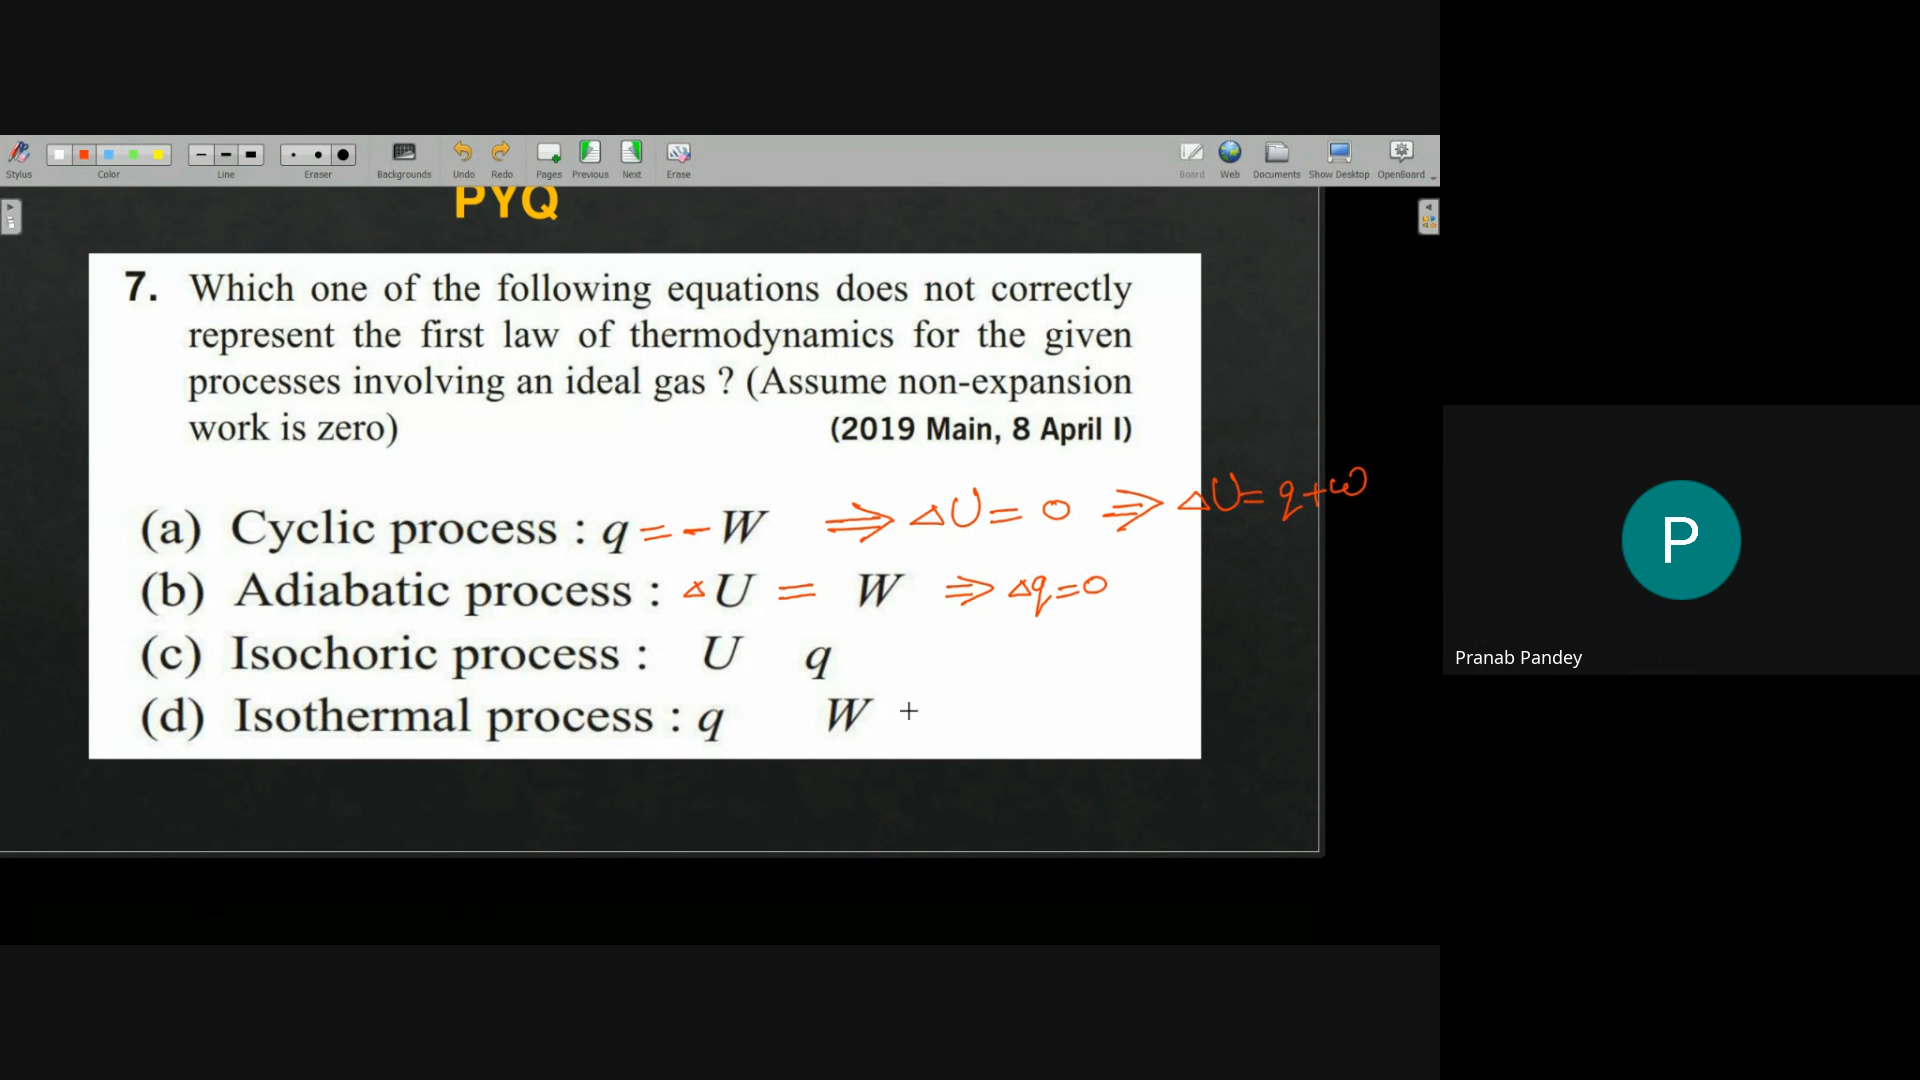 Stylus Color Line Eraser Backgrounds Undo Redo Pages Previous Next Erase Board Web Documents Show Desktop OpenBoard
PYQ
7. Which one of the following equations does not correctly
represent the first law of thermodynamics for the given
processes involving an ideal gas ? (Assume non-expansion
work is zero) (2019 Main, 8 April I)
(a) Cyclic process : q = - W ⇒ ΔU = 0 ⇒ ΔU = q+w
(b) Adiabatic process : ΔU = W ⇒ Δq=0
(c) Isochoric process : U q
(d) Isothermal process : q W
P
Pranab Pandey